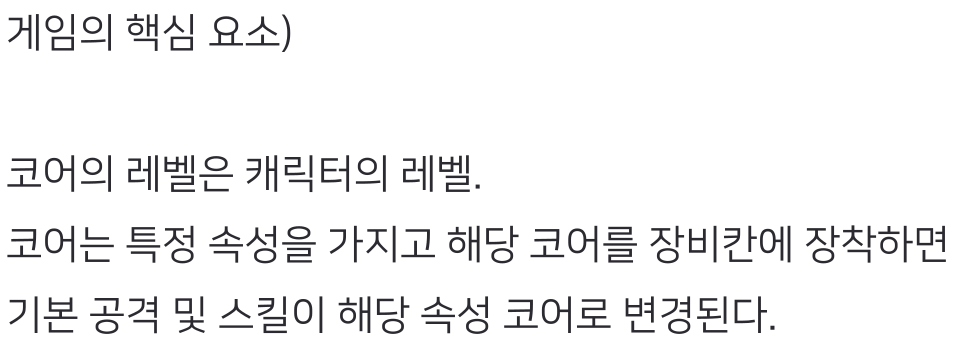 게임의 핵심 요소)
코어의 레벨은 캐릭터의 레벨.
코어는 특정 속성을 가지고 해당 코어를 장비칸에 장착하면
기본 공격 및 스킬이 해당 속성 코어로 변경된다.